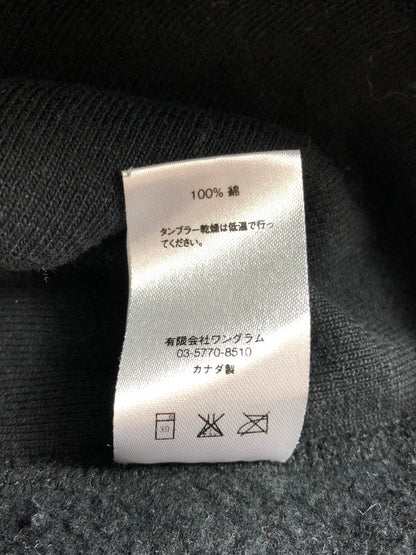 100% 綿
タンブラー乾燥は低温で行っ
てください。
有限会社ワングラム
03-5770-8510
カナダ製
30